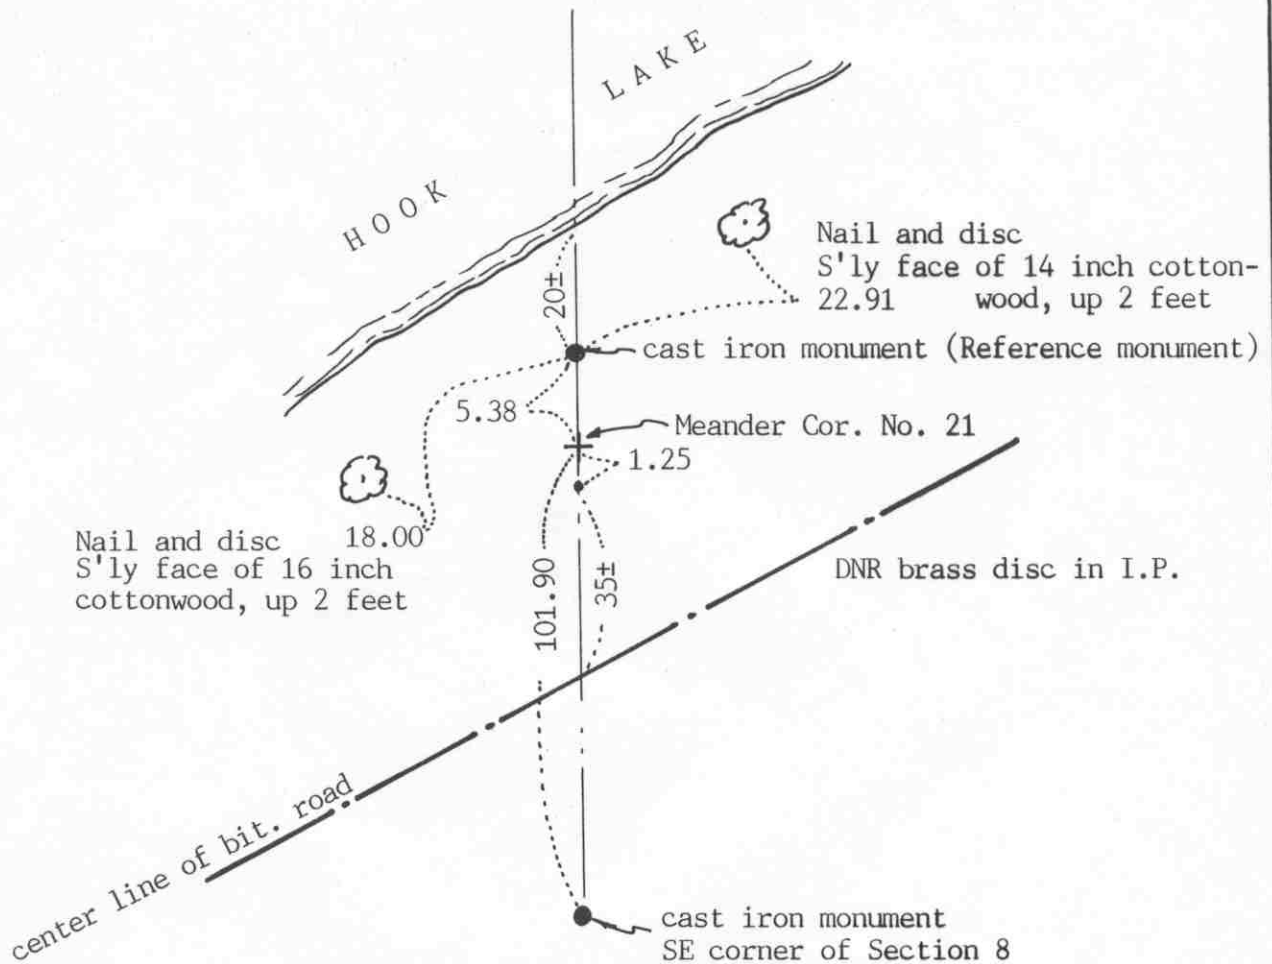 LAKE
HOOK
Nail and disc
S'ly face of 14 inch cotton-
22.91 wood, up 2 feet
20±
cast iron monument (Reference monument)
5.38
Meander Cor. No. 21
1.25
18.00
Nail and disc
S'ly face of 16 inch
cottonwood, up 2 feet
101.90
35±
DNR brass disc in I.P.
center line of bit. road
cast iron monument
SE corner of Section 8